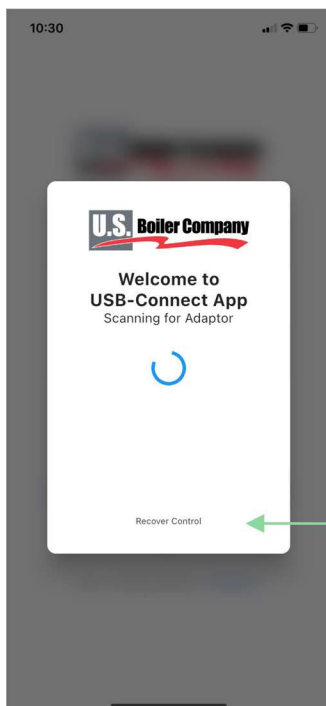 10:30
U.S. Boiler Company
Welcome to
USB-Connect App
Scanning for Adaptor
Recover Control